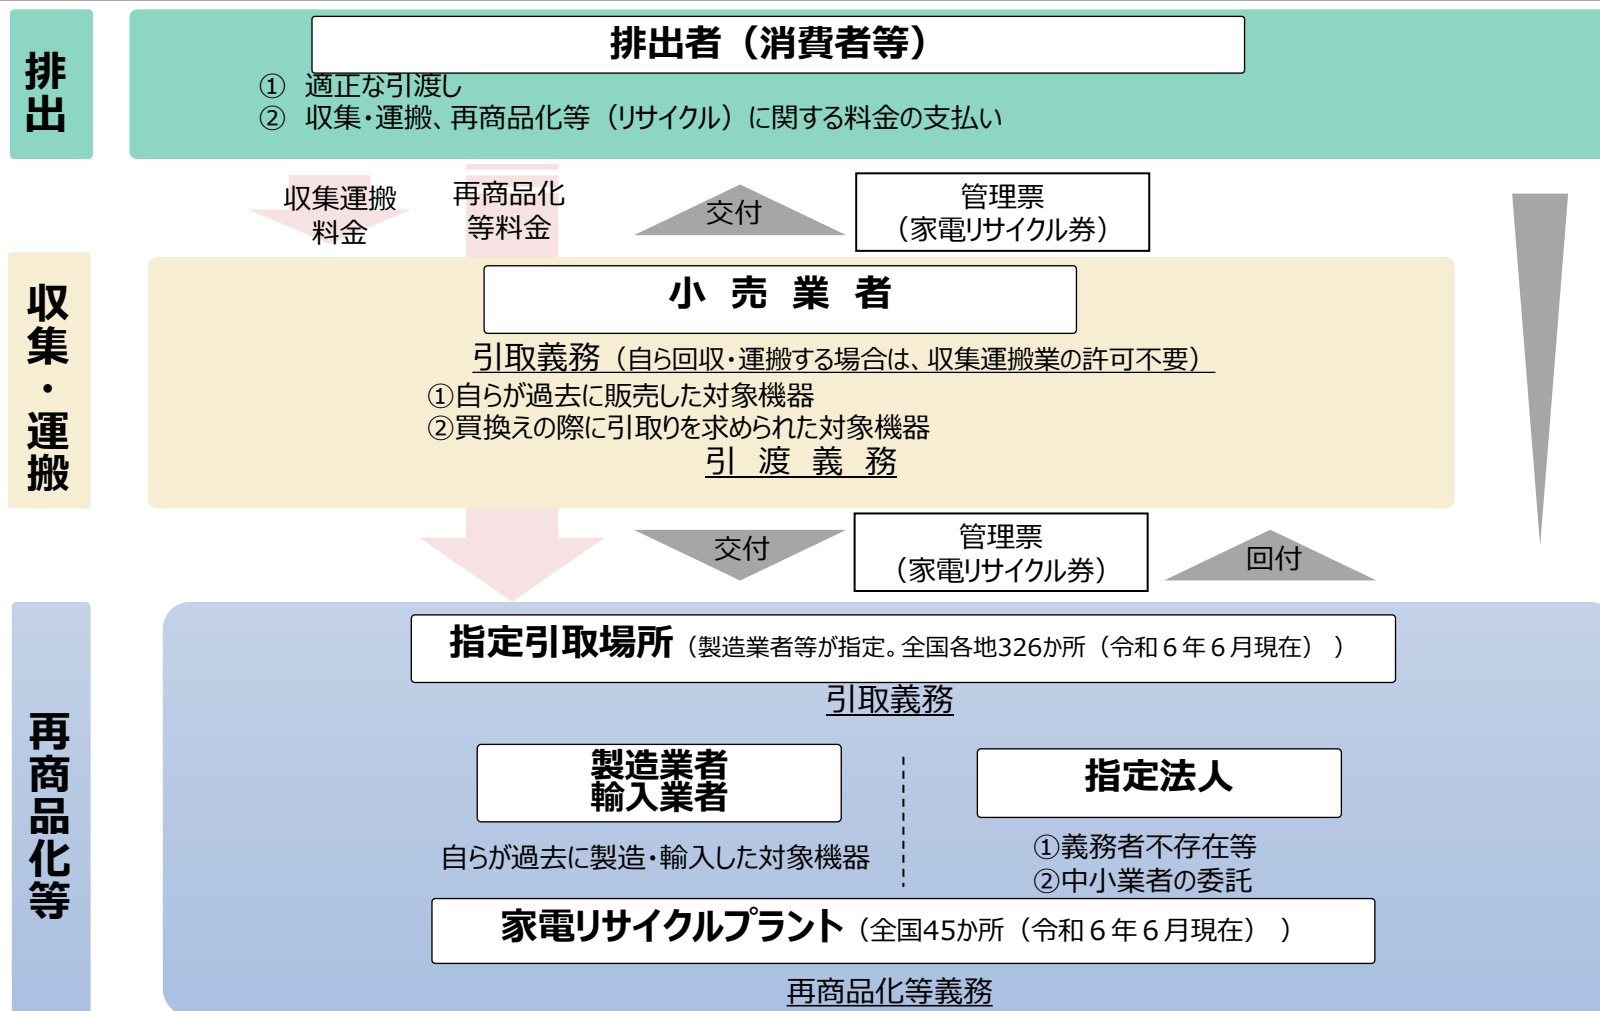 排出
排出者（消費者等）
① 適正な引渡し
② 収集・運搬、再商品化等（リサイクル）に関する料金の支払い
収集運搬
料金
再商品化
等料金
交付
管理票
（家電リサイクル券）
収集・運搬
小売業者
引取義務（自ら回収・運搬する場合は、収集運搬業の許可不要）
①自らが過去に販売した対象機器
②買換えの際に引取りを求められた対象機器
引渡義務
交付
管理票
（家電リサイクル券）
回付
再商品化等
指定引取場所（製造業者等が指定。全国各地326か所（令和６年６月現在））
引取義務
製造業者
輸入業者
自らが過去に製造・輸入した対象機器
指定法人
①義務者不存在等
②中小業者の委託
家電リサイクルプラント（全国45か所（令和６年６月現在））
再商品化等義務